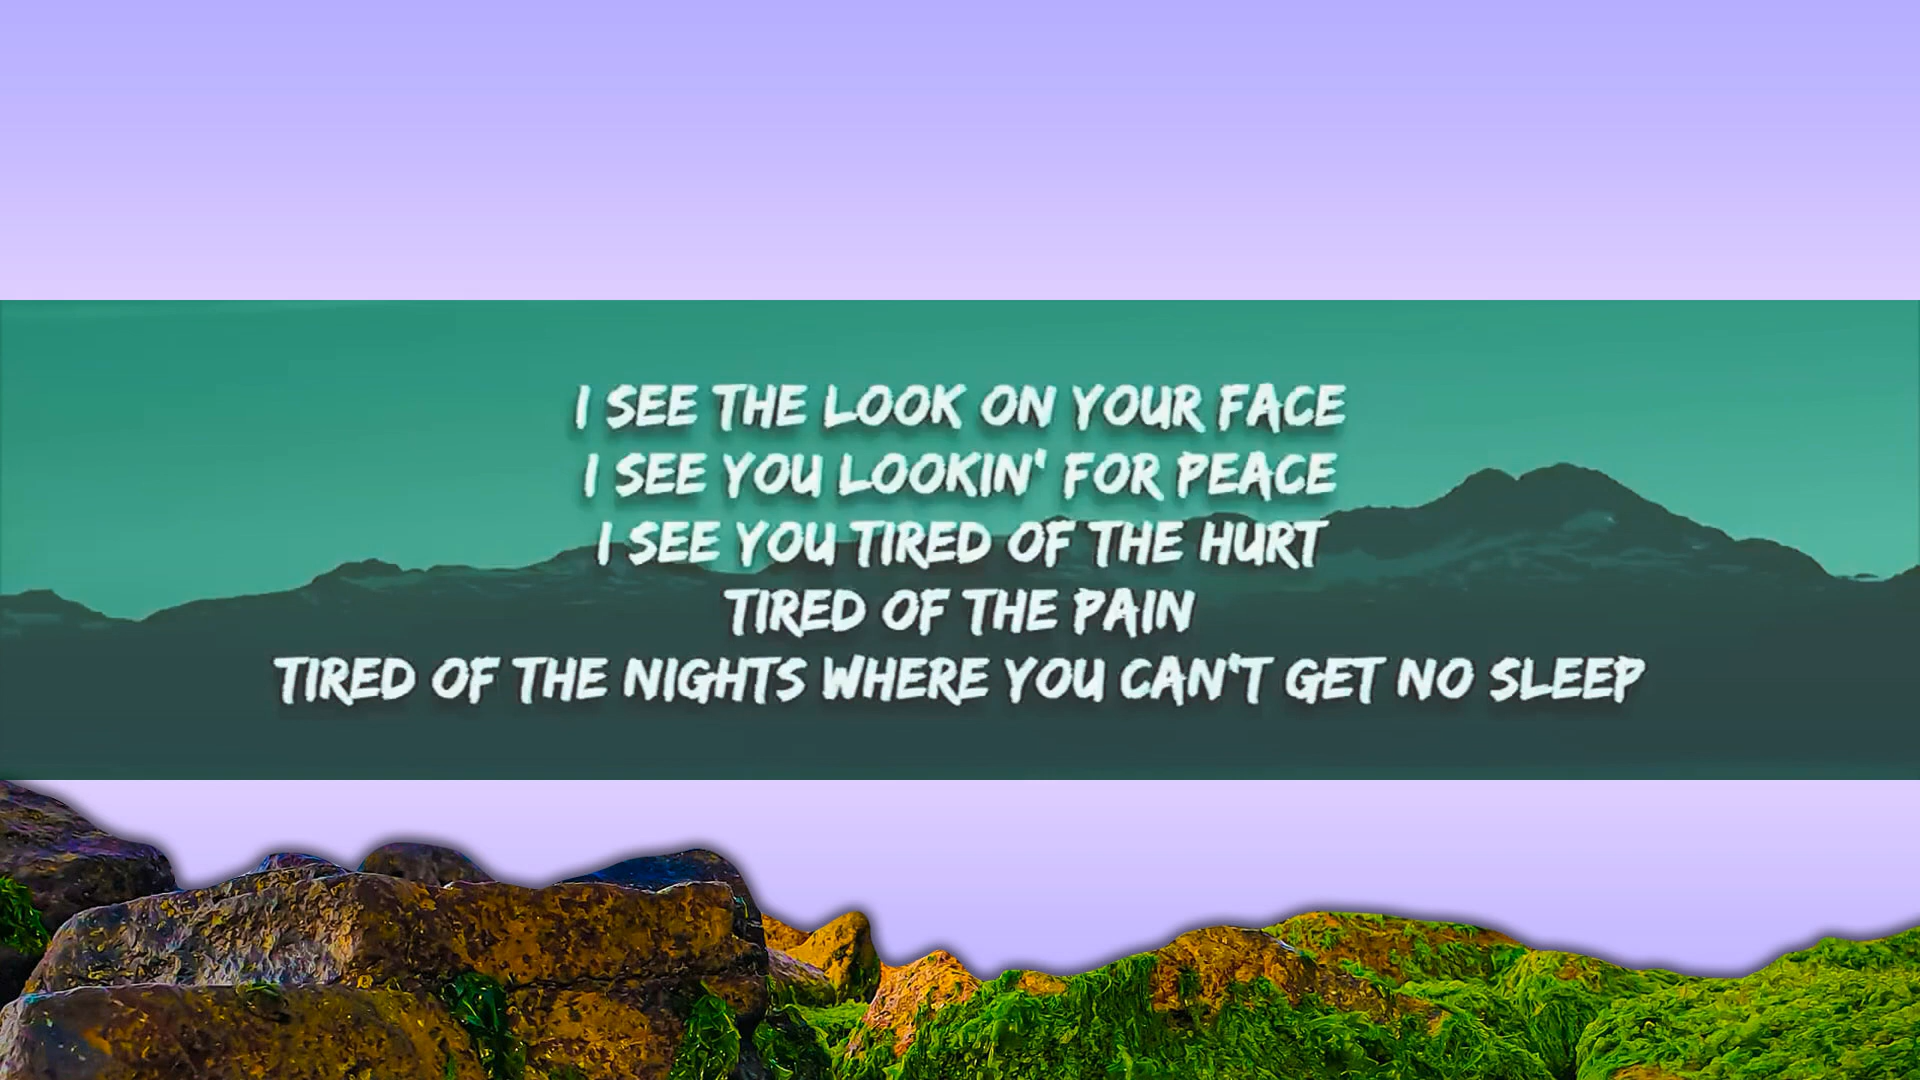 I SEE THE LOOK ON YOUR FACE
I SEE YOU LOOKIN' FOR PEACE
I SEE YOU TIRED OF THE HURT
TIRED OF THE PAIN
TIRED OF THE NIGHTS WHERE YOU CAN'T GET NO SLEEP